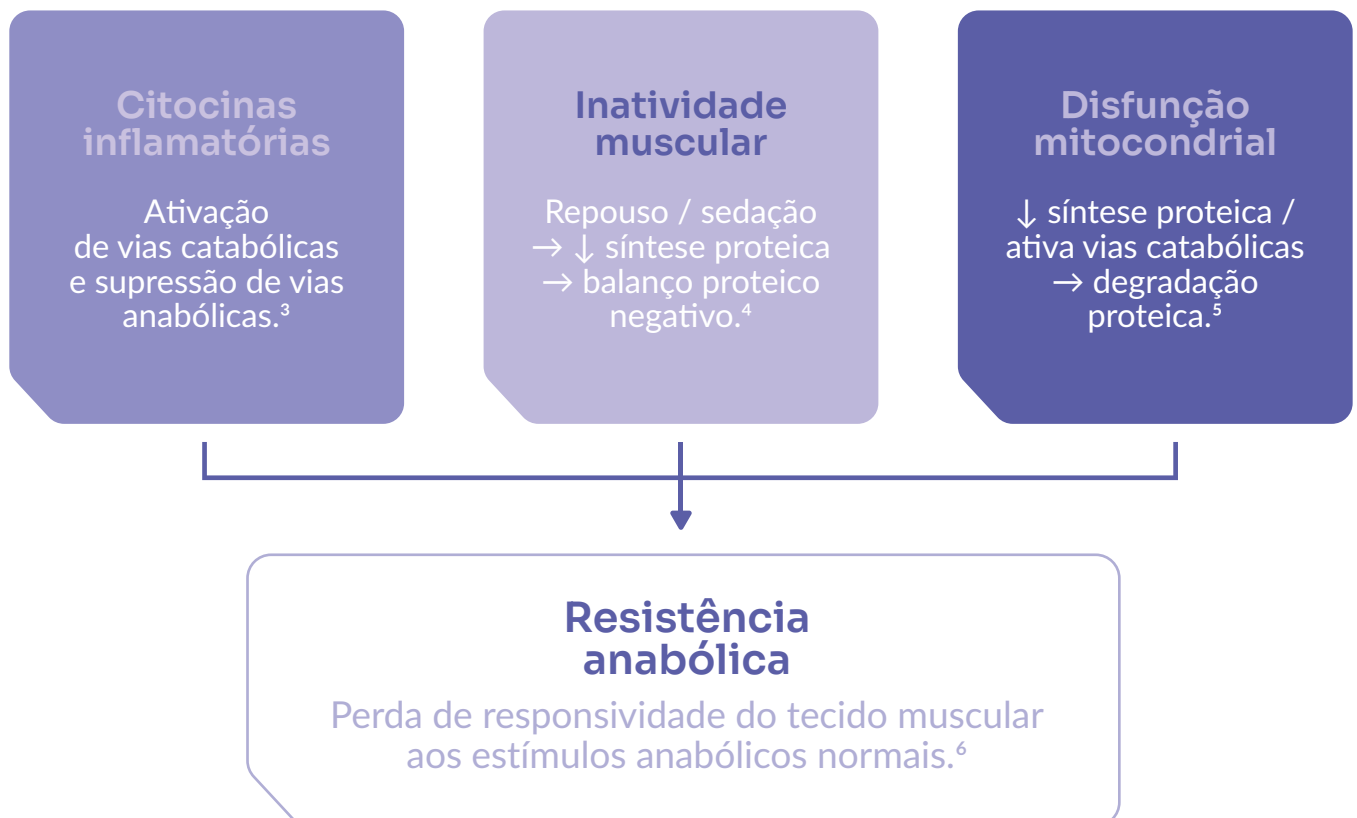 Citocinas
inflamatórias
Ativação
de vias catabólicas
e supressão de vias
anabólicas.³
Inatividade
muscular
Repouso / sedação
→ ↓ síntese proteica
→ balanço proteico
negativo.⁴
Disfunção
mitocondrial
↓ síntese proteica /
ativa vias catabólicas
→ degradação
proteica.⁵
Resistência
anabólica
Perda de responsividade do tecido muscular
aos estímulos anabólicos normais.⁶